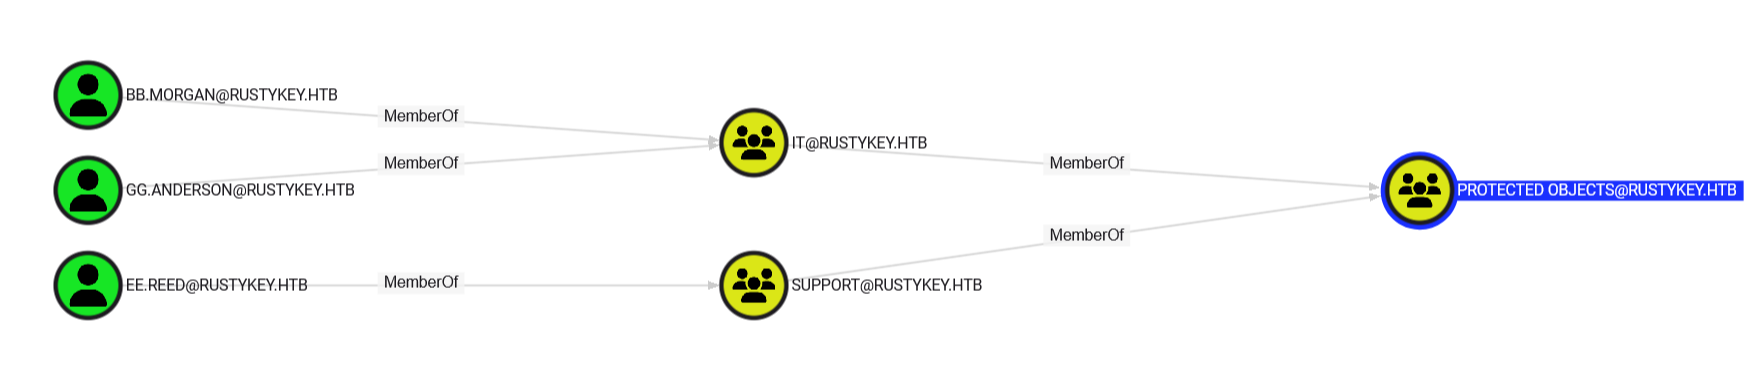 BB.MORGAN@RUSTYKEY.HTB
MemberOf
IT@RUSTYKEY.HTB
MemberOf
MemberOf
GG.ANDERSON@RUSTYKEY.HTB
PROTECTED OBJECTS@RUSTYKEY.HTB
MemberOf
EE.REED@RUSTYKEY.HTB
MemberOf
SUPPORT@RUSTYKEY.HTB